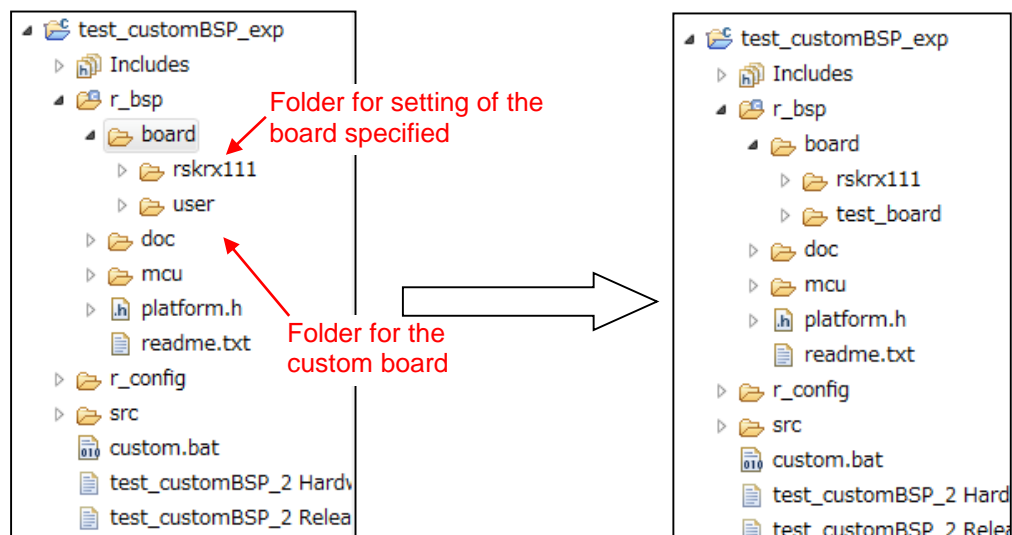 test_customBSP_exp
Includes
r_bsp
board
rskrx111
user
doc
mcu
platform.h
readme.txt
r_config
src
custom.bat
test_customBSP_2 Hardw
test_customBSP_2 Relea
Folder for setting of the
board specified
Folder for the
custom board
test_customBSP_exp
Includes
r_bsp
board
rskrx111
test_board
doc
mcu
platform.h
readme.txt
r_config
src
custom.bat
test_customBSP_2 Hard
test_customBSP_2 Relea